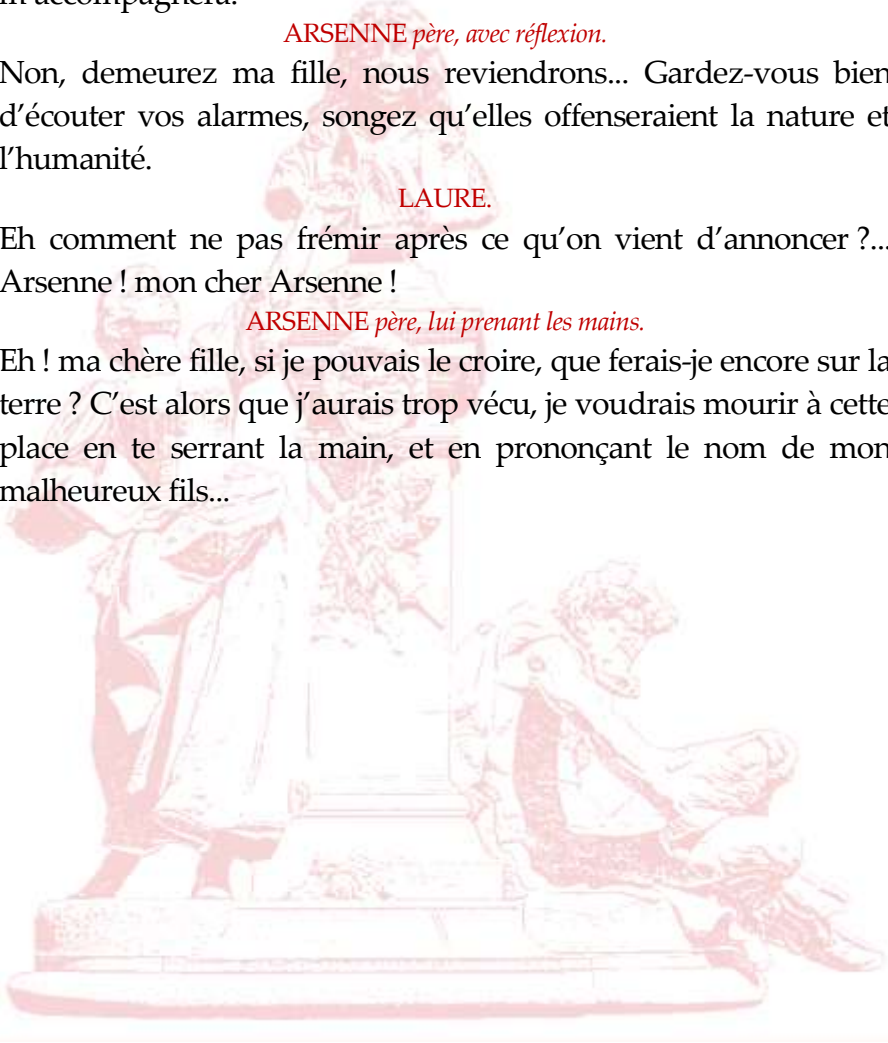 m'accompagnera.
ARSENNE père, avec réflexion.
Non, demeurez ma fille, nous reviendrons... Gardez-vous bien
d'écouter vos alarmes, songez qu'elles offenseraient la nature et
l'humanité.
LAURE.
Eh comment ne pas frémir après ce qu'on vient d'annoncer ?...
Arsenne ! mon cher Arsenne !
ARSENNE père, lui prenant les mains.
Eh ! ma chère fille, si je pouvais le croire, que ferais-je encore sur la
terre ? C'est alors que j'aurais trop vécu, je voudrais mourir à cette
place en te serrant la main, et en prononçant le nom de mon
malheureux fils...